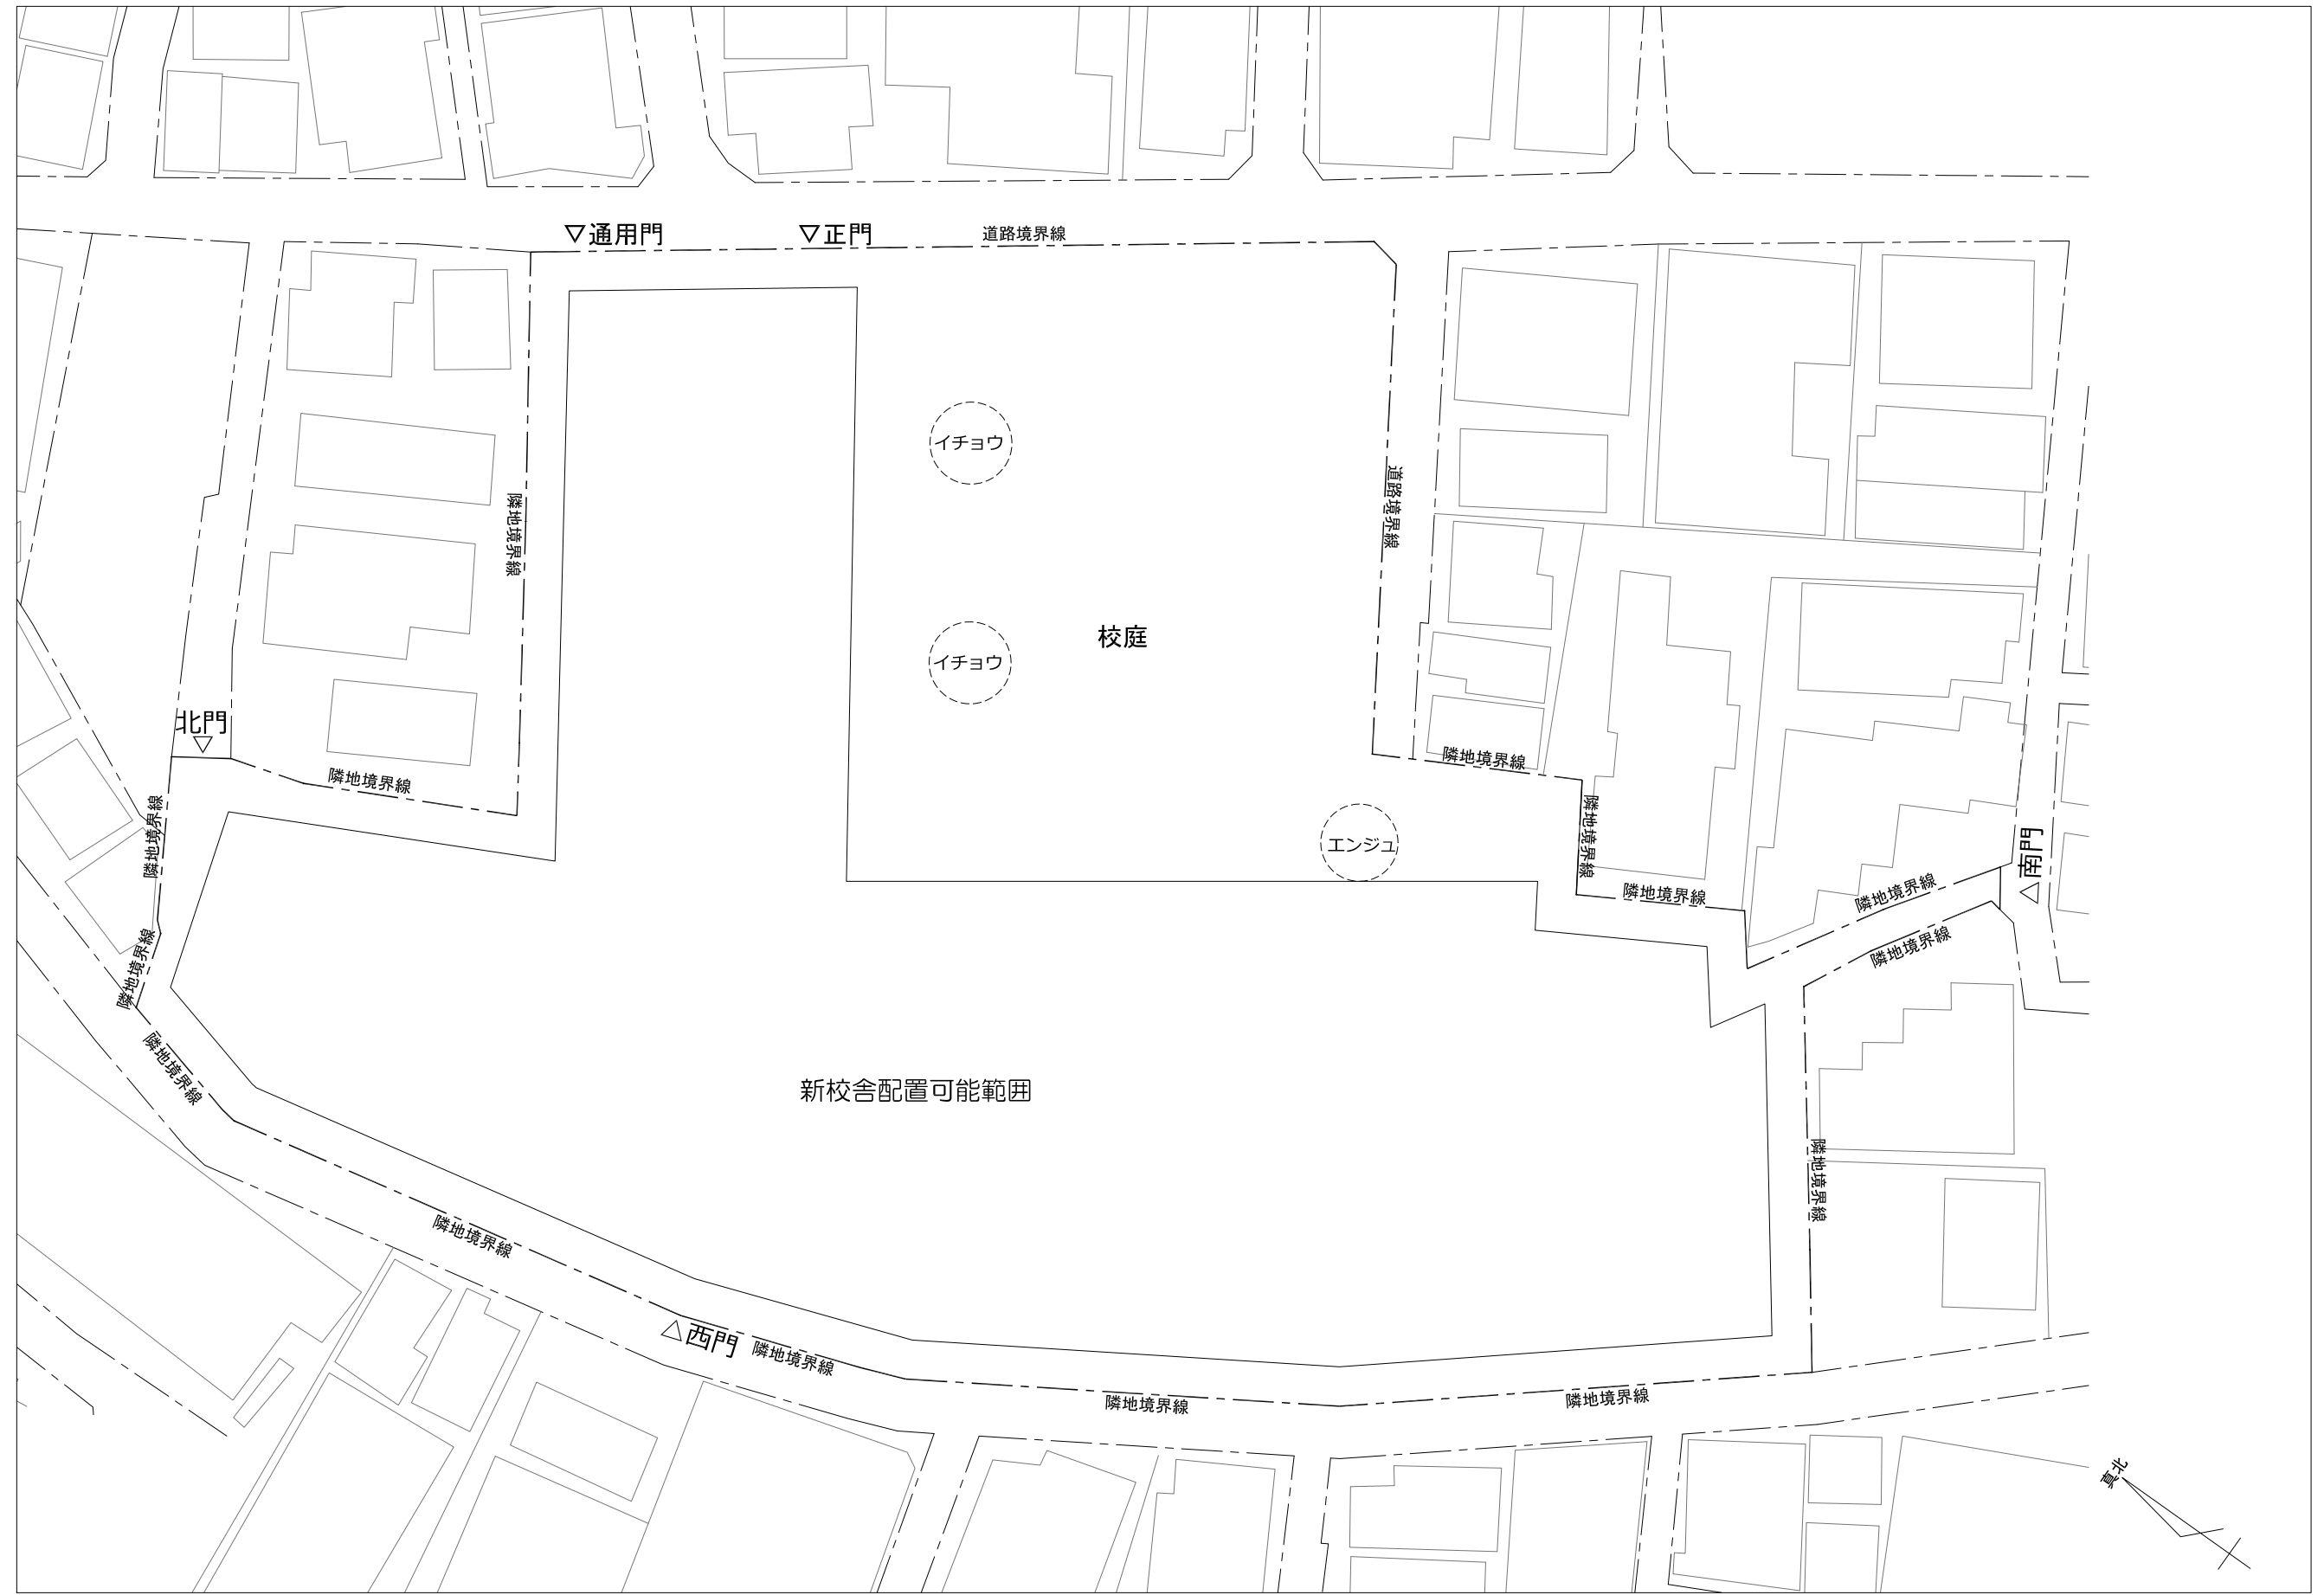 ▽通用門
▽正門
道路境界線
イチョウ
隣地境界線
道路境界線
校庭
イチョウ
北門
▽
隣地境界線
隣地境界線
隣地境界線
エンジュ
隣地境界線
隣地境界線
隣地境界線
隣地境界線
△南門
隣地境界線
隣地境界線
隣地境界線
新校舎配置可能範囲
隣地境界線
隣地境界線
△西門
隣地境界線
隣地境界線
隣地境界線
真北